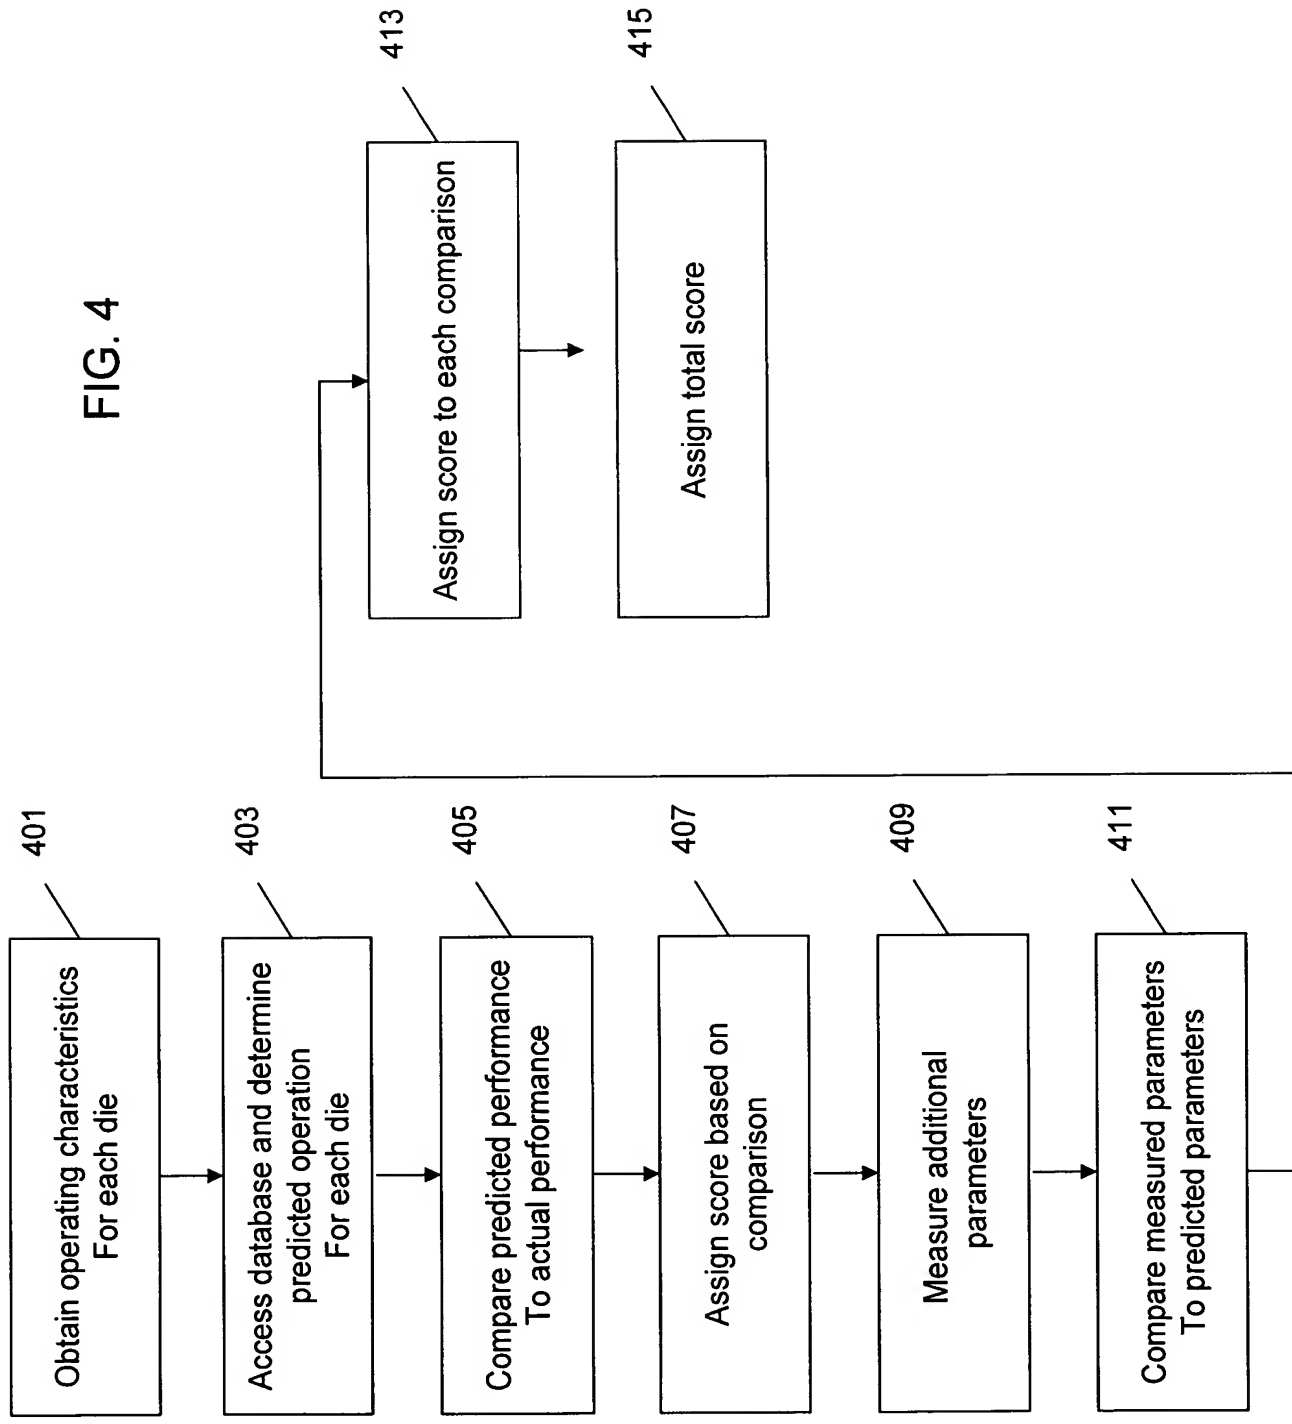 FIG. 4
401
Obtain operating characteristics
For each die
403
Access database and determine
predicted operation
For each die
405
Compare predicted performance
To actual performance
407
Assign score based on
comparison
409
Measure additional
parameters
411
Compare measured parameters
To predicted parameters
413
Assign score to each comparison
415
Assign total score